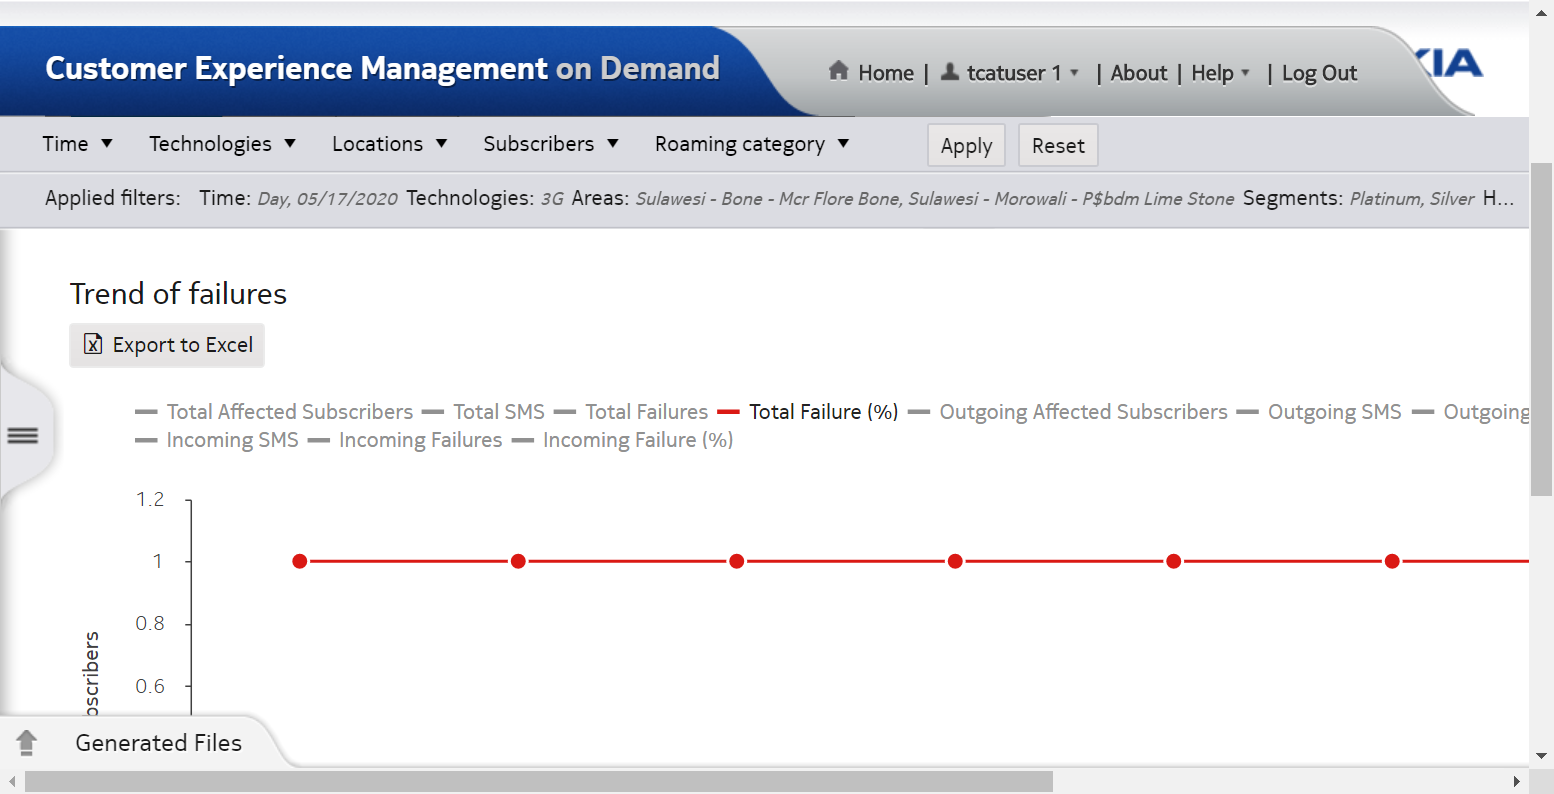 Customer Experience Management on Demand
Home | tcatuser 1 | About | Help | Log Out
KIA
Time Technologies Locations Subscribers Roaming category Apply Reset
Applied filters: Time: Day, 05/17/2020 Technologies: 3G Areas: Sulawesi - Bone - Mcr Flore Bone, Sulawesi - Morowali - P$bdm Lime Stone Segments: Platinum, Silver H...
Trend of failures
Export to Excel
Total Affected Subscribers Total SMS Total Failures Total Failure (%) Outgoing Affected Subscribers Outgoing SMS Outgoing
Incoming SMS Incoming Failures Incoming Failure (%)
1.2
1
0.8
0.6
bscribers
Generated Files